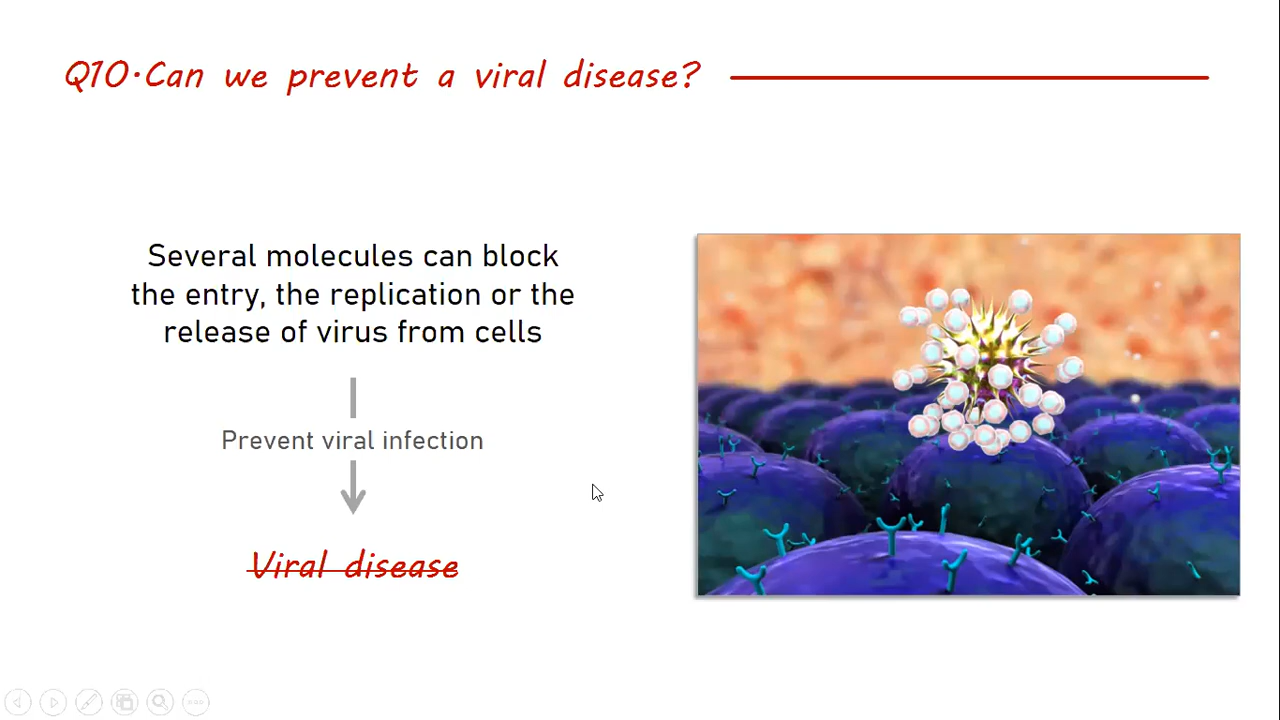 Q10·Can we prevent a viral disease?
Several molecules can block
the entry, the replication or the
release of virus from cells
Prevent viral infection
Viral disease